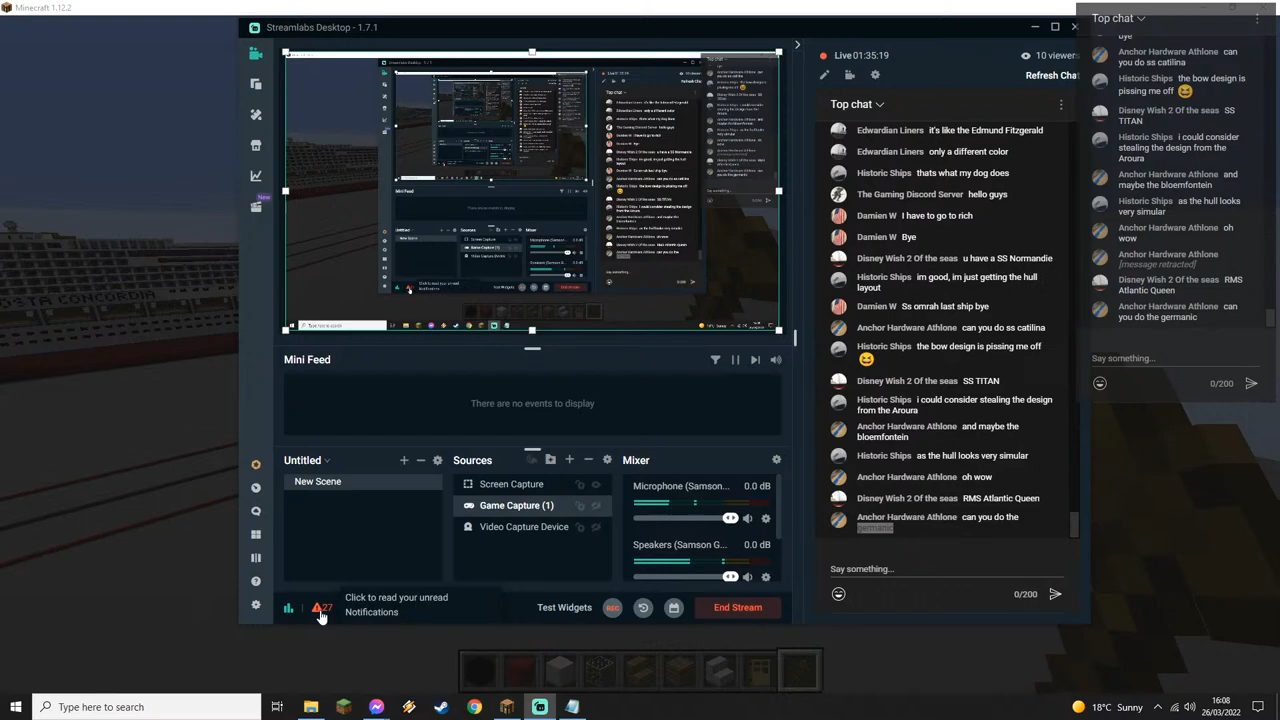 Minecraft 1.12.2
Streamlabs Desktop - 1.7.1
Live 01:35:19
10 viewers
Refresh Chat
Top chat
Edwardian Liners it's like the Edmund Fitzgerald
Edwardian Liners only a different color
Historic Ships thats what my dog does
The Gaming Discord Server hello guys
Damien W I have to go to rich
Damien W Bye
Disney Wish 2 Of the seas u have a SS Normandie
Historic Ships im good, im just getting the hull
layout
Damien W Ss omrah last ship bye
Anchor Hardware Athlone can you do ss catilina
Historic Ships the bow design is pissing me off
😆
Disney Wish 2 Of the seas SS TITAN
Historic Ships i could consider stealing the design
from the Aroura
Anchor Hardware Athlone and maybe the
bloemfontein
Historic Ships as the hull looks very simular
Anchor Hardware Athlone oh wow
Disney Wish 2 Of the seas RMS Atlantic Queen
Anchor Hardware Athlone can you do the
germanic
Say something...
0/200
Top chat
bye
Anchor Hardware Athlone can
you do ss catilina
Historic Ships the bow design is
pissing me off 😆
Disney Wish 2 Of the seas SS
TITAN
Historic Ships i could consider
stealing the design from the
Aroura
Anchor Hardware Athlone and
maybe the bloemfontein
Historic Ships as the hull looks
very simular
Anchor Hardware Athlone oh
wow
Anchor Hardware Athlone
[message retracted]
Disney Wish 2 Of the seas RMS
Atlantic Queen
Anchor Hardware Athlone can
you do the germanic
Say something...
0/200
New
Mini Feed
There are no events to display
Untitled
New Scene
Sources
Screen Capture
Game Capture (1)
Video Capture Device
Mixer
Microphone (Samson... 0.0 dB
Speakers (Samson G... 0.0 dB
27
Click to read your unread
Notifications
Test Widgets
REC
End Stream
Type here to search
18°C Sunny
16:08
26/03/2022